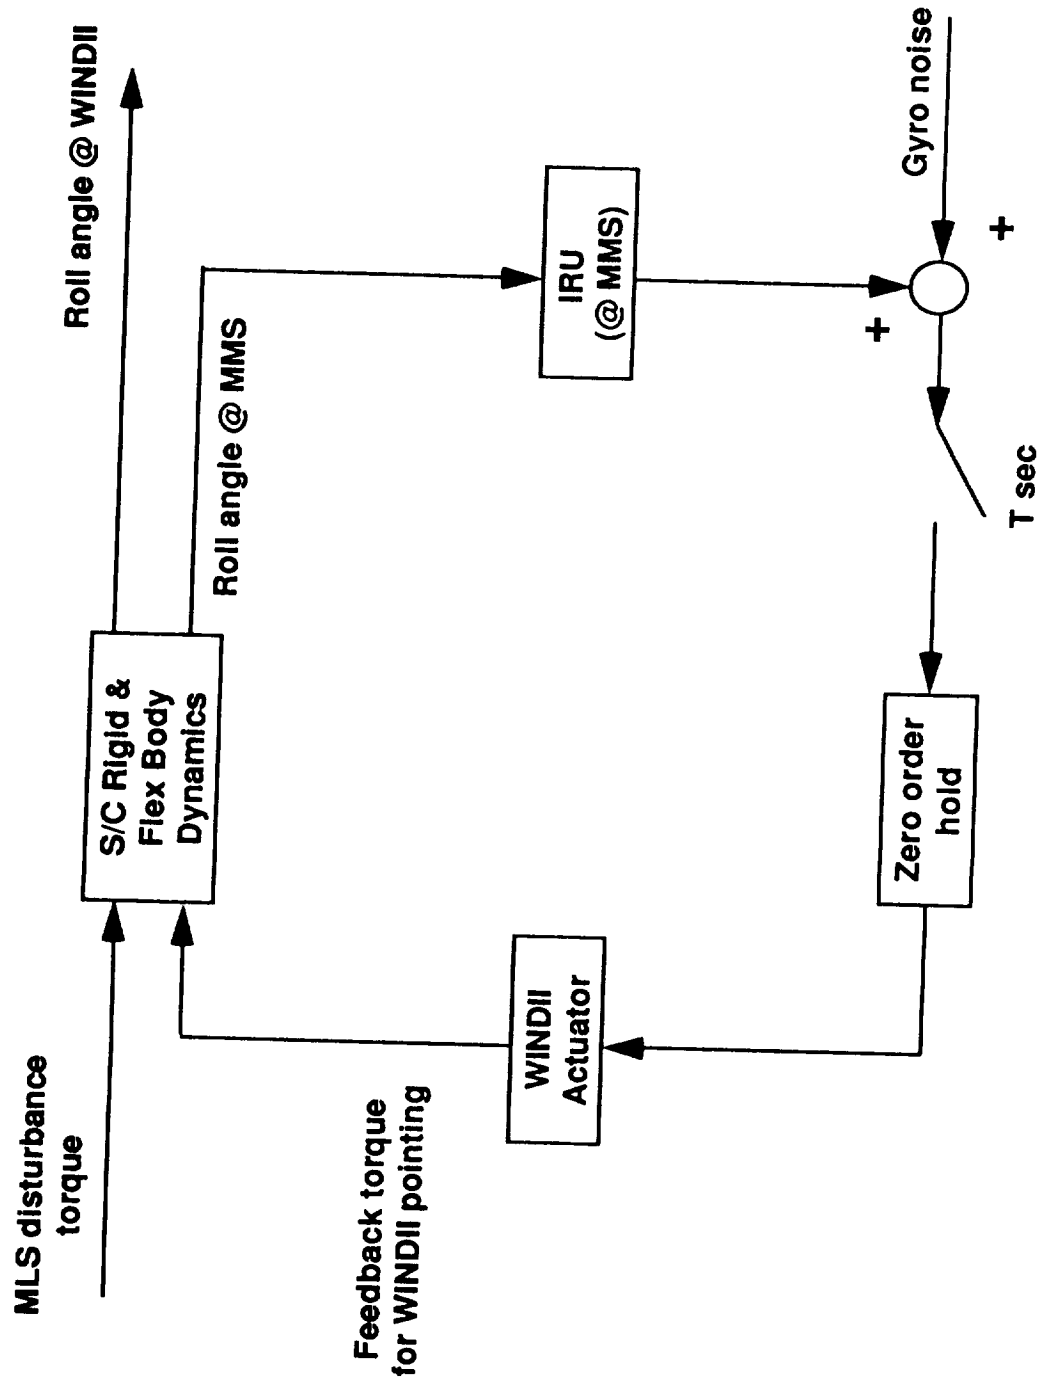 MLS disturbance
torque
S/C Rigid &
Flex Body
Dynamics
Roll angle @ WINDII
Roll angle @ MMS
Feedback torque
for WINDII pointing
WINDII
Actuator
IRU
(@ MMS)
+
+
Gyro noise
Zero order
hold
T sec